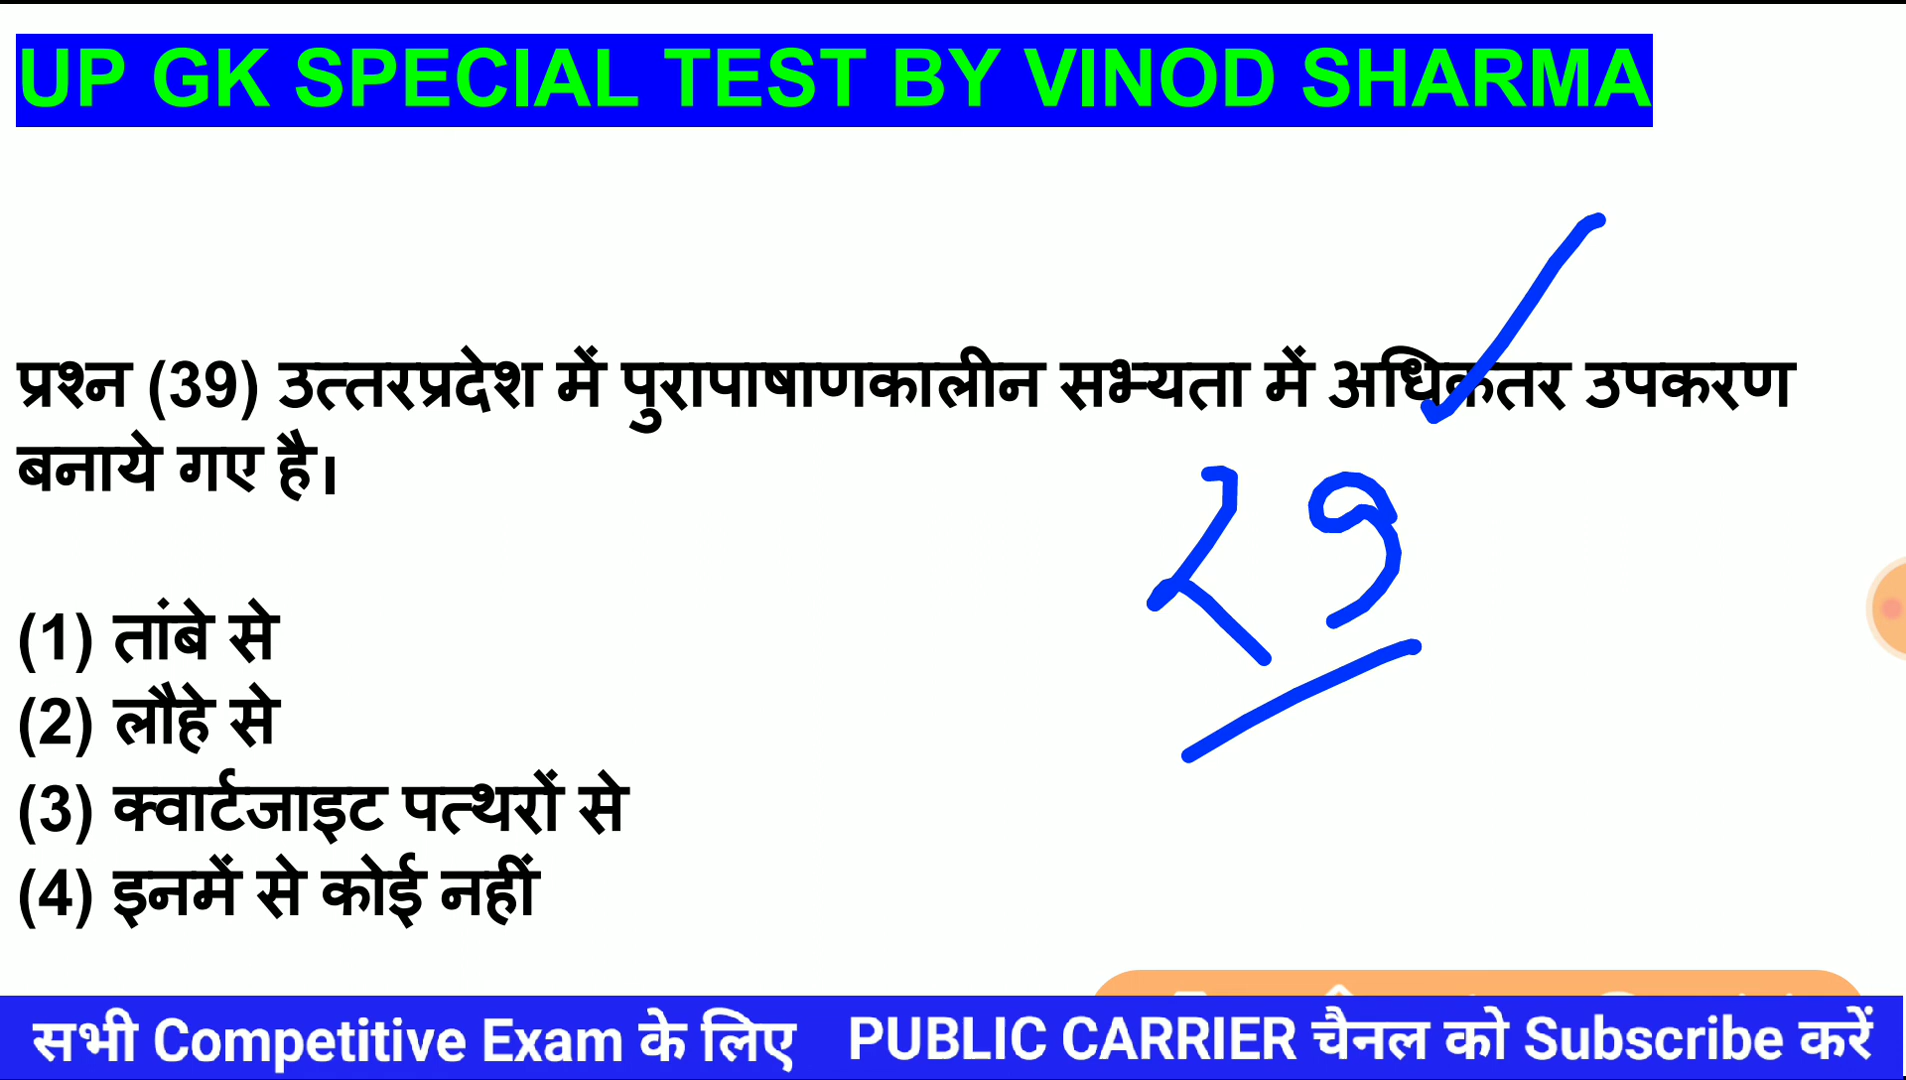 UP GK SPECIAL TEST BY VINOD SHARMA
प्रश्न (39) उत्तरप्रदेश में पुरापाषाणकालीन सभ्यता में अधिकतर उपकरण
बनाये गए है।
29
(1) तांबे से
(2) लौहे से
(3) क्वार्टजाइट पत्थरों से
(4) इनमें से कोई नहीं
सभी Competitive Exam के लिए PUBLIC CARRIER चैनल को Subscribe करें